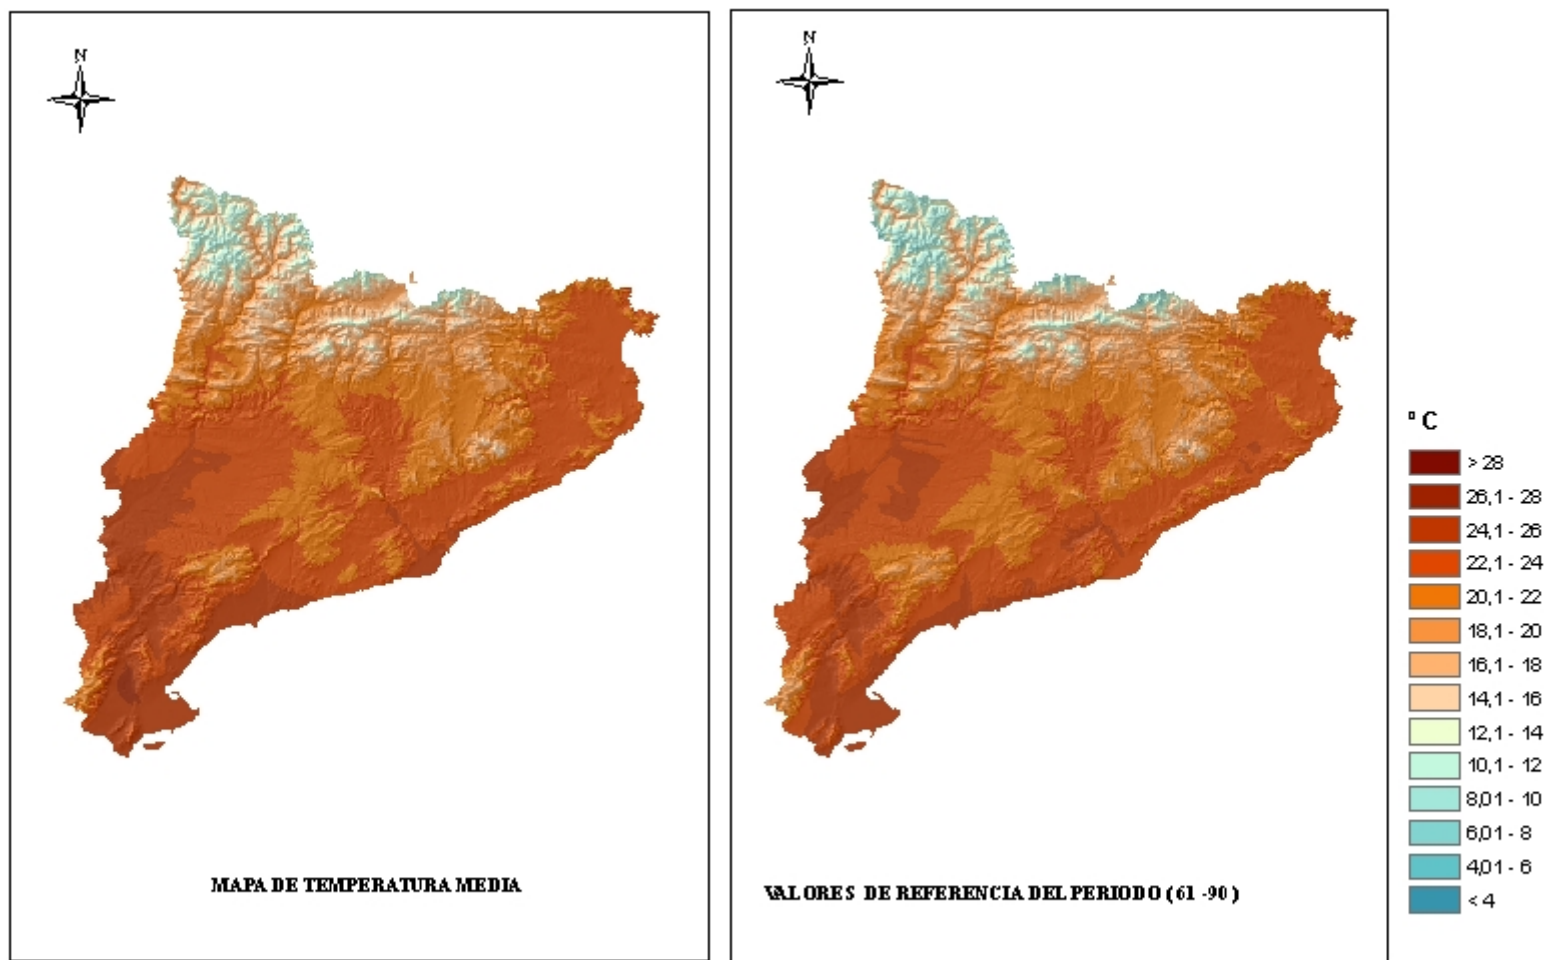 N
N
MAPA DE TEMPERATURA MEDIA
VALORES DE REFERENCIA DEL PERIODO ( 61 -90 )
º C
> 28
26,1 - 28
24,1 - 26
22,1 - 24
20,1 - 22
18,1 - 20
16,1 - 18
14,1 - 16
12,1 - 14
10,1 - 12
8,01 - 10
6,01 - 8
4,01 - 6
< 4